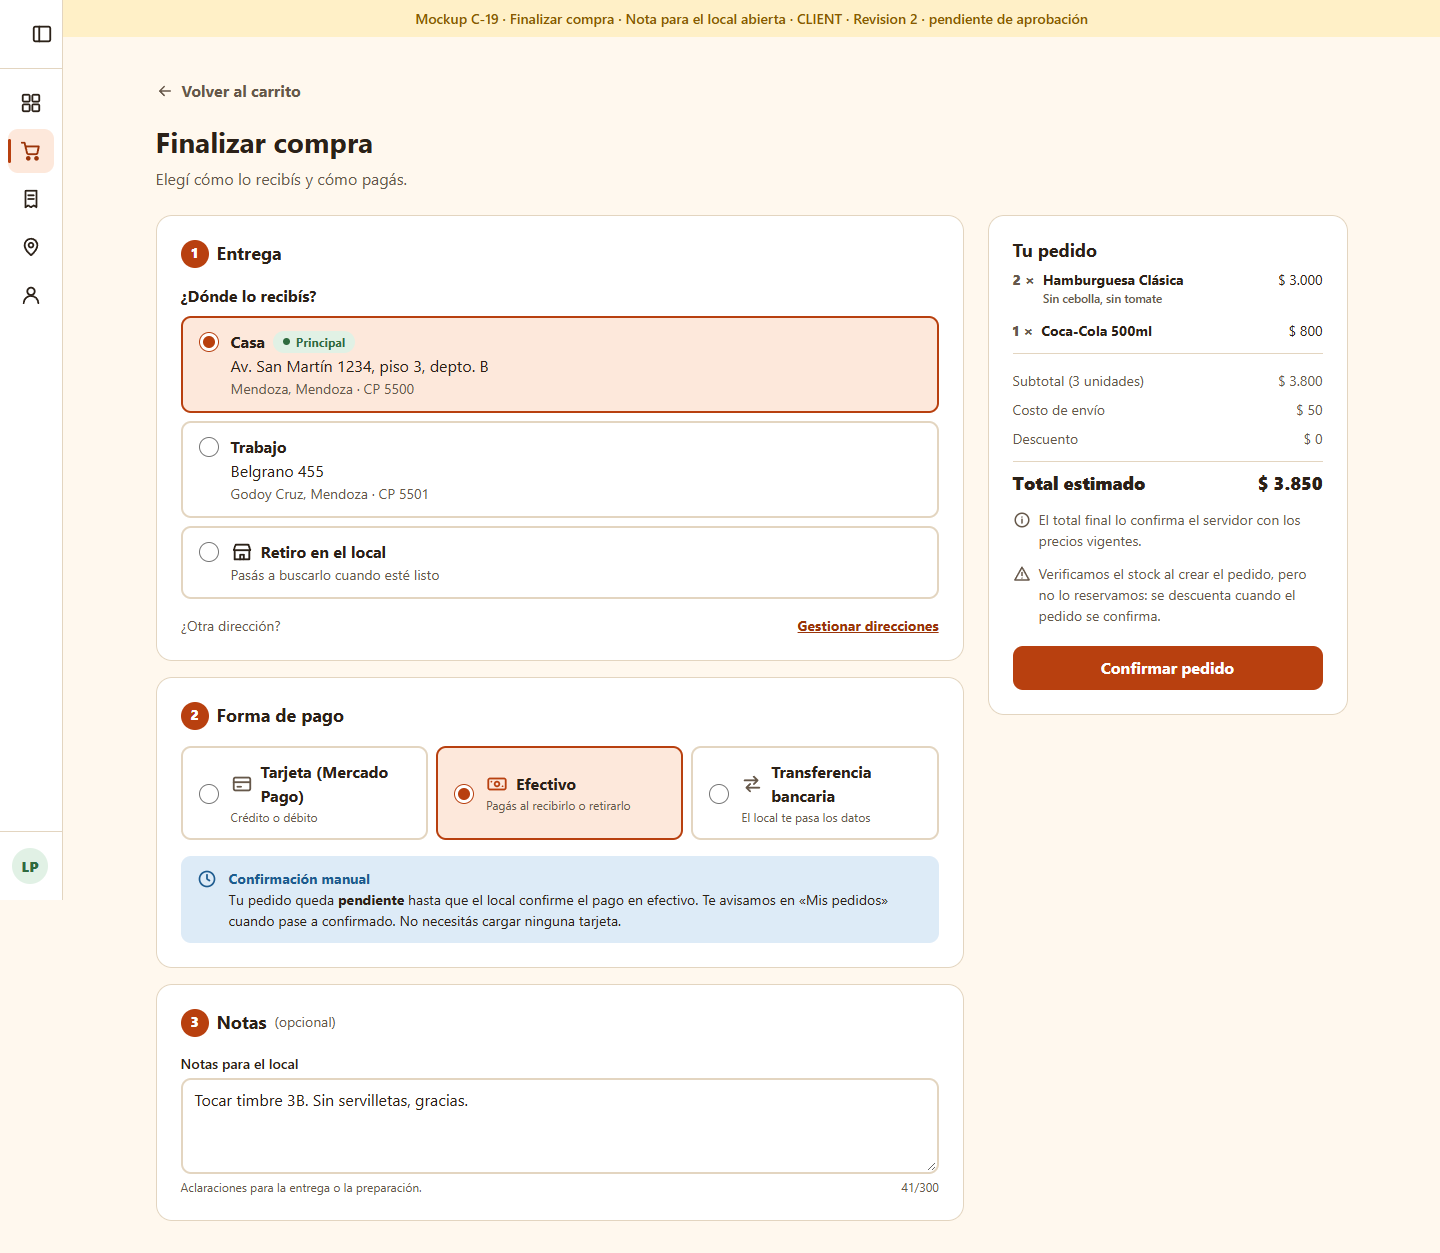 Mockup C-19 · Finalizar compra · Nota para el local abierta · CLIENT · Revision 2 · pendiente de aprobación
Volver al carrito
Finalizar compra
Elegí cómo lo recibís y cómo pagás.
1 Entrega
¿Dónde lo recibís?
Casa Principal
Av. San Martín 1234, piso 3, depto. B
Mendoza, Mendoza · CP 5500
Trabajo
Belgrano 455
Godoy Cruz, Mendoza · CP 5501
Retiro en el local
Pasás a buscarlo cuando esté listo
¿Otra dirección? Gestionar direcciones
2 Forma de pago
Tarjeta (Mercado
Pago)
Crédito o débito
Efectivo
Pagás al recibirlo o retirarlo
Transferencia
bancaria
El local te pasa los datos
Confirmación manual
Tu pedido queda pendiente hasta que el local confirme el pago en efectivo. Te avisamos en «Mis pedidos»
cuando pase a confirmado. No necesitás cargar ninguna tarjeta.
3 Notas (opcional)
Notas para el local
Tocar timbre 3B. Sin servilletas, gracias.
Aclaraciones para la entrega o la preparación. 41/300
Tu pedido
2 × Hamburguesa Clásica $ 3.000
Sin cebolla, sin tomate
1 × Coca-Cola 500ml $ 800
Subtotal (3 unidades) $ 3.800
Costo de envío $ 50
Descuento $ 0
Total estimado $ 3.850
El total final lo confirma el servidor con los
precios vigentes.
Verificamos el stock al crear el pedido, pero
no lo reservamos: se descuenta cuando el
pedido se confirma.
Confirmar pedido
LP